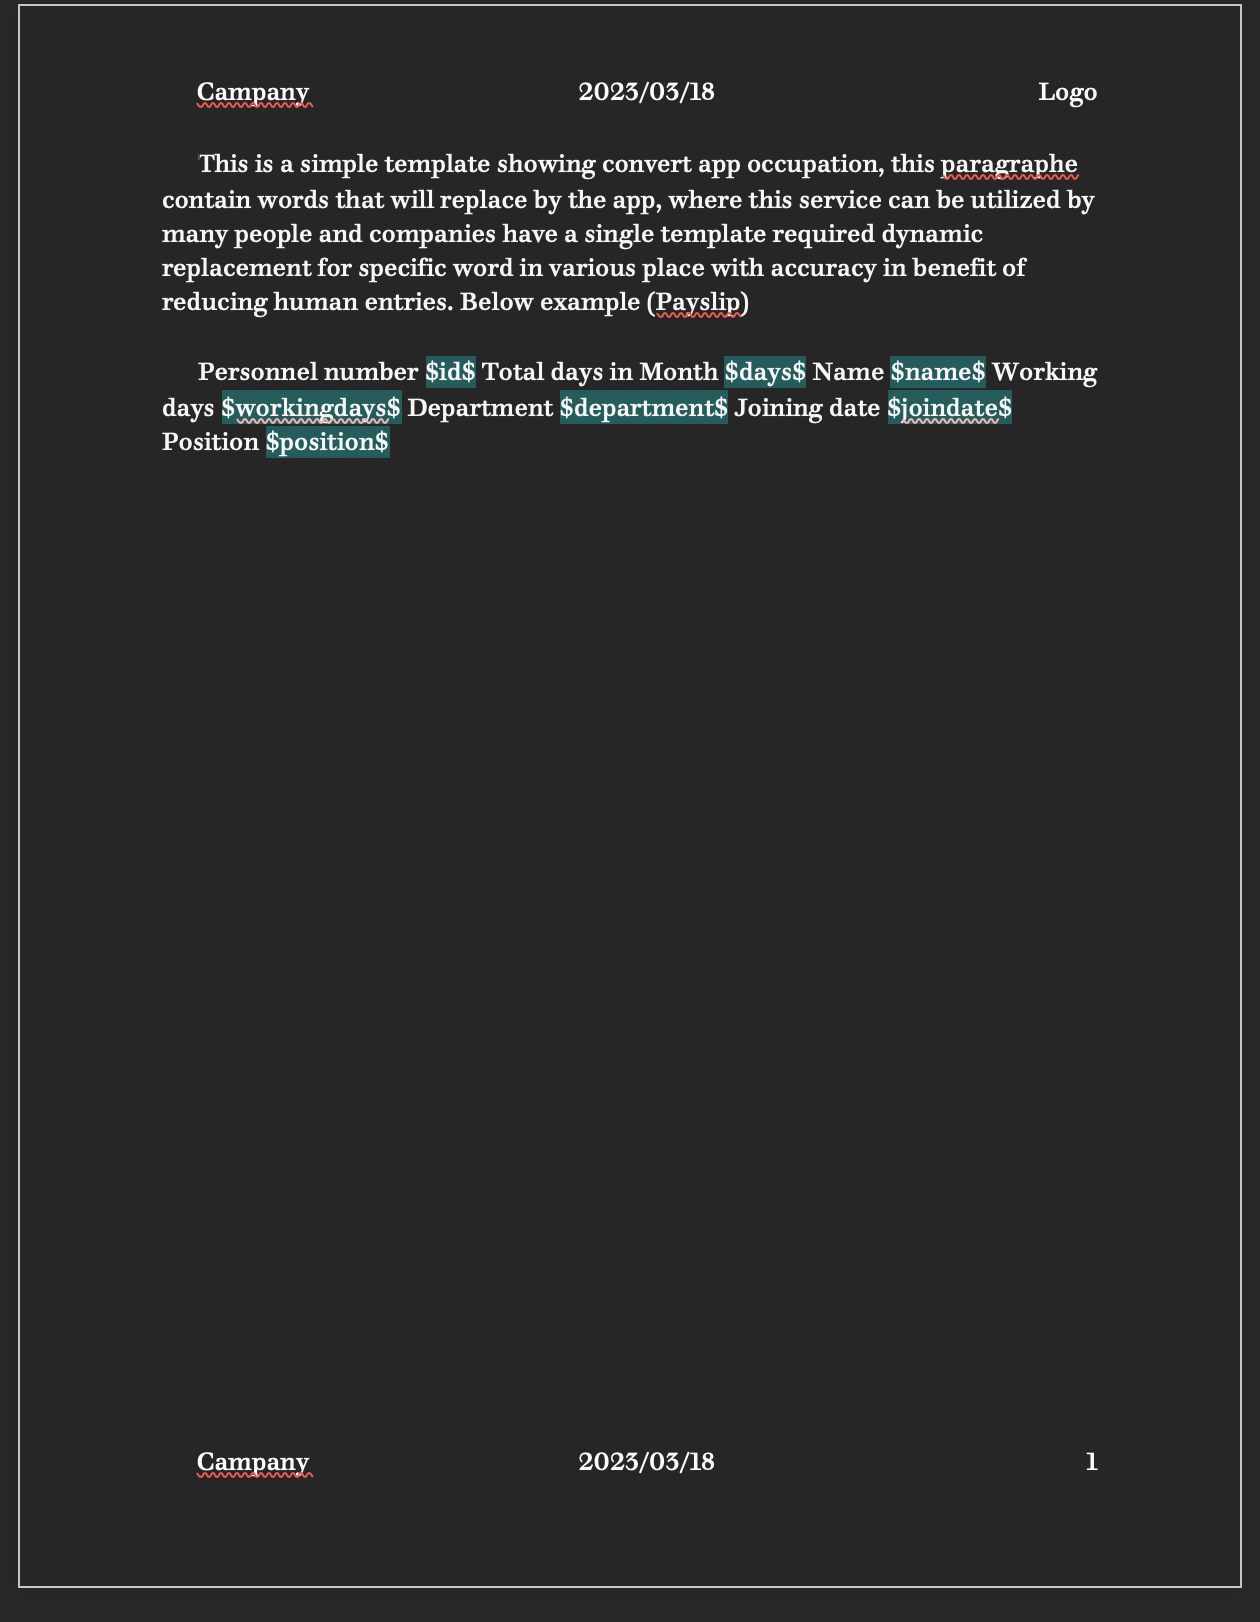 Campany 2023/03/18 Logo
This is a simple template showing convert app occupation, this paragraphe
contain words that will replace by the app, where this service can be utilized by
many people and companies have a single template required dynamic
replacement for specific word in various place with accuracy in benefit of
reducing human entries. Below example (Payslip)
Personnel number $id$ Total days in Month $days$ Name $name$ Working
days $workingdays$ Department $department$ Joining date $joindate$
Position $position$
Campany 2023/03/18 1